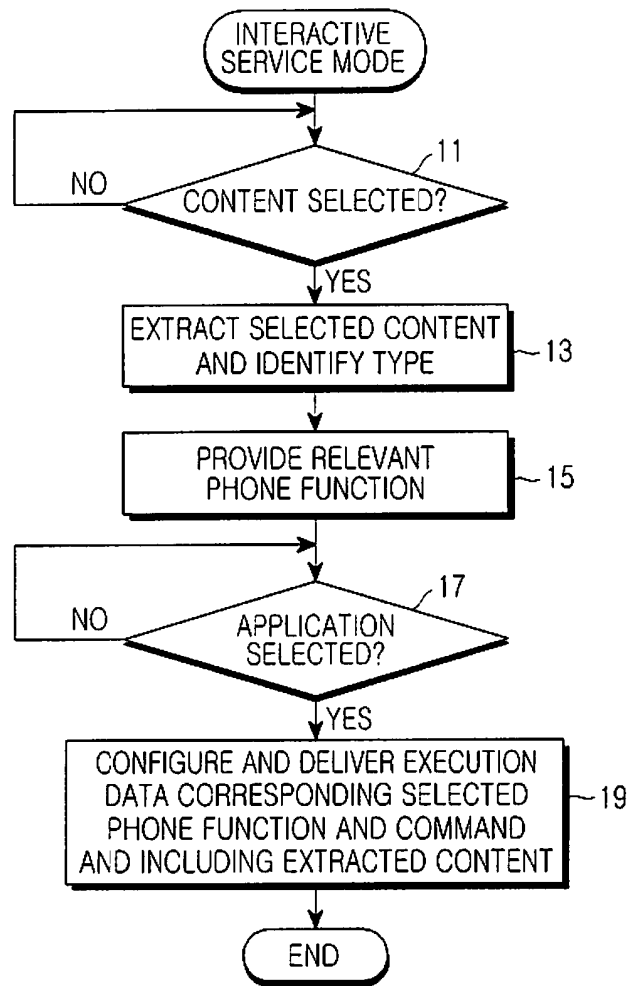 INTERACTIVE
SERVICE MODE
11
NO
CONTENT SELECTED?
YES
EXTRACT SELECTED CONTENT
AND IDENTIFY TYPE
13
PROVIDE RELEVANT
PHONE FUNCTION
15
17
NO
APPLICATION
SELECTED?
YES
CONFIGURE AND DELIVER EXECUTION
DATA CORRESPONDING SELECTED
PHONE FUNCTION AND COMMAND
AND INCLUDING EXTRACTED CONTENT
19
END